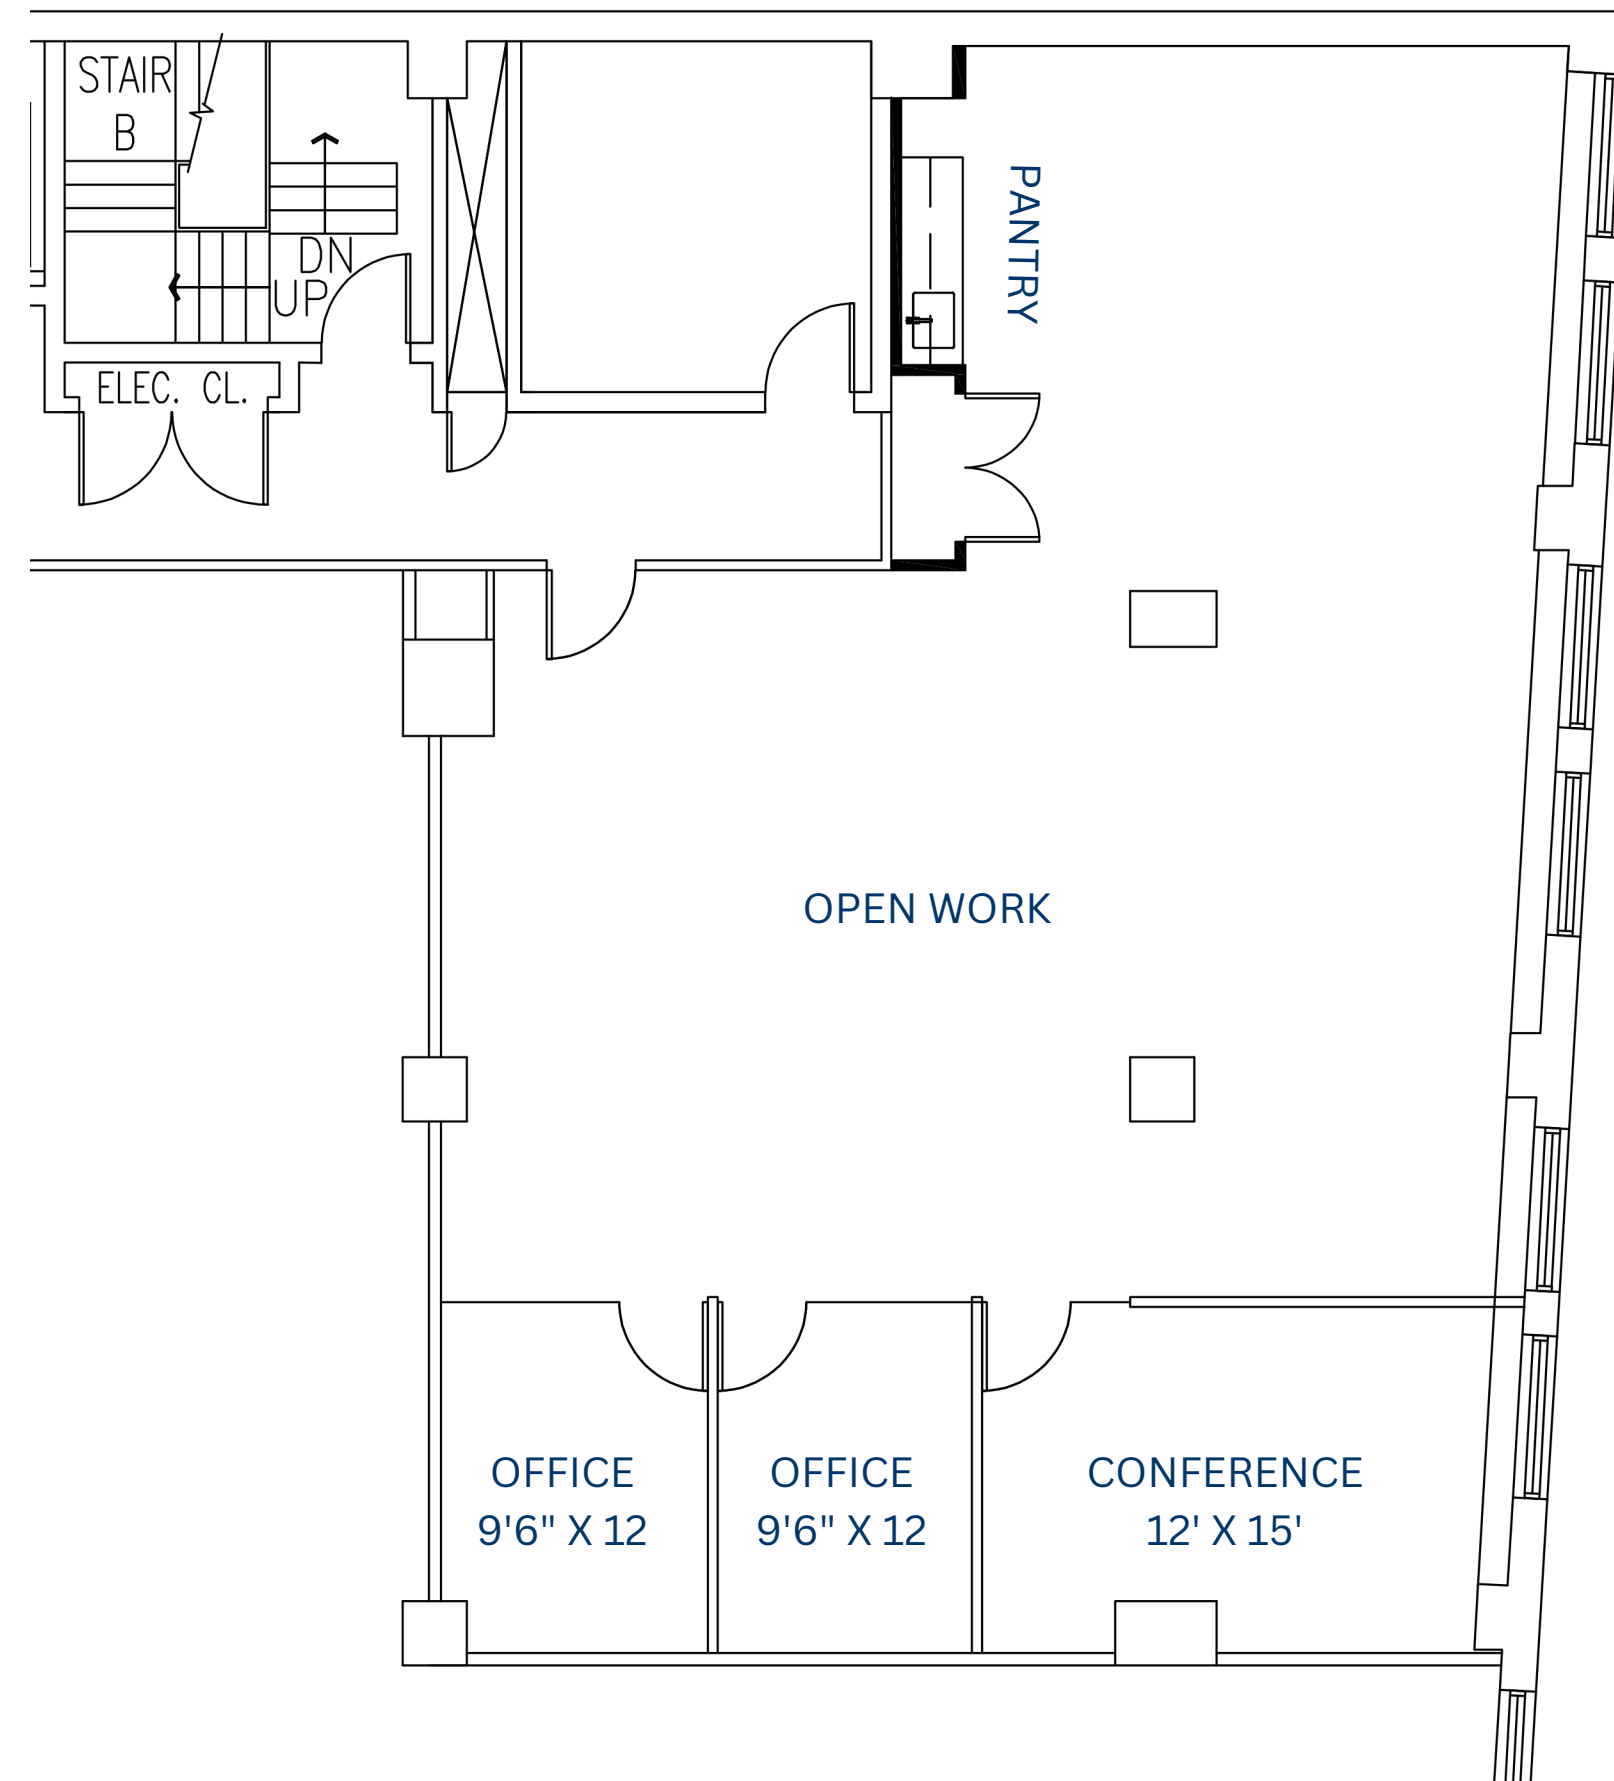 STAIR
B
DN
UP
ELEC. CL.
PANTRY
OPEN WORK
OFFICE
9'6" X 12
OFFICE
9'6" X 12
CONFERENCE
12' X 15'